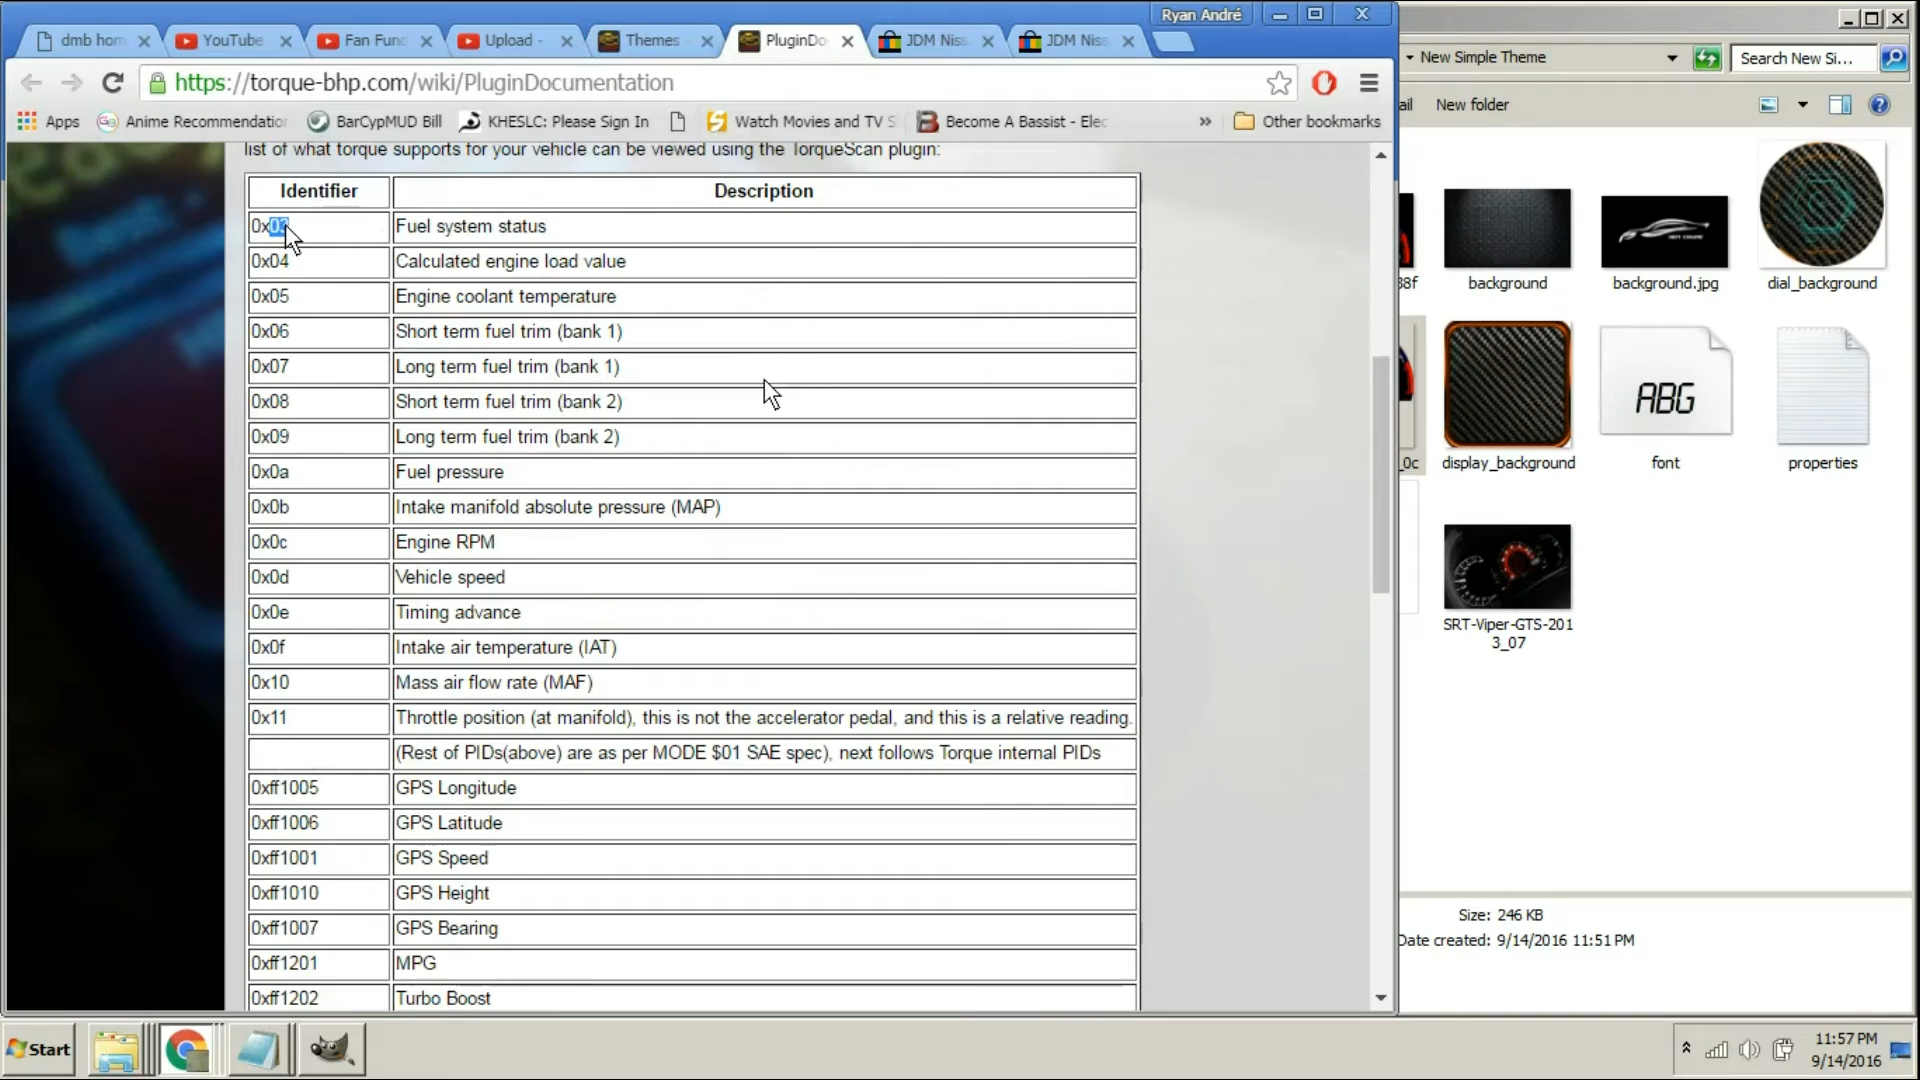 Ryan André
dmb hom
YouTube
Fan Fund
Upload -
Themes
PluginDo
JDM Niss
JDM Niss
https://torque-bhp.com/wiki/PluginDocumentation
Apps
Anime Recommendation
BarCypMUD Bill
KHESLC: Please Sign In
Watch Movies and TV S
Become A Bassist - Elec
»
Other bookmarks
list of what torque supports for your vehicle can be viewed using the TorqueScan plugin:
Identifier Description
0x03 Fuel system status
0x04 Calculated engine load value
0x05 Engine coolant temperature
0x06 Short term fuel trim (bank 1)
0x07 Long term fuel trim (bank 1)
0x08 Short term fuel trim (bank 2)
0x09 Long term fuel trim (bank 2)
0x0a Fuel pressure
0x0b Intake manifold absolute pressure (MAP)
0x0c Engine RPM
0x0d Vehicle speed
0x0e Timing advance
0x0f Intake air temperature (IAT)
0x10 Mass air flow rate (MAF)
0x11 Throttle position (at manifold), this is not the accelerator pedal, and this is a relative reading.
(Rest of PIDs(above) are as per MODE $01 SAE spec), next follows Torque internal PIDs
0xff1005 GPS Longitude
0xff1006 GPS Latitude
0xff1001 GPS Speed
0xff1010 GPS Height
0xff1007 GPS Bearing
0xff1201 MPG
0xff1202 Turbo Boost
New Simple Theme
Search New Si...
ail New folder
38f background background.jpg dial_background
ABG
_0c display_background font properties
SRT-Viper-GTS-201
3_07
Size: 246 KB
Date created: 9/14/2016 11:51 PM
Start
11:57 PM
9/14/2016